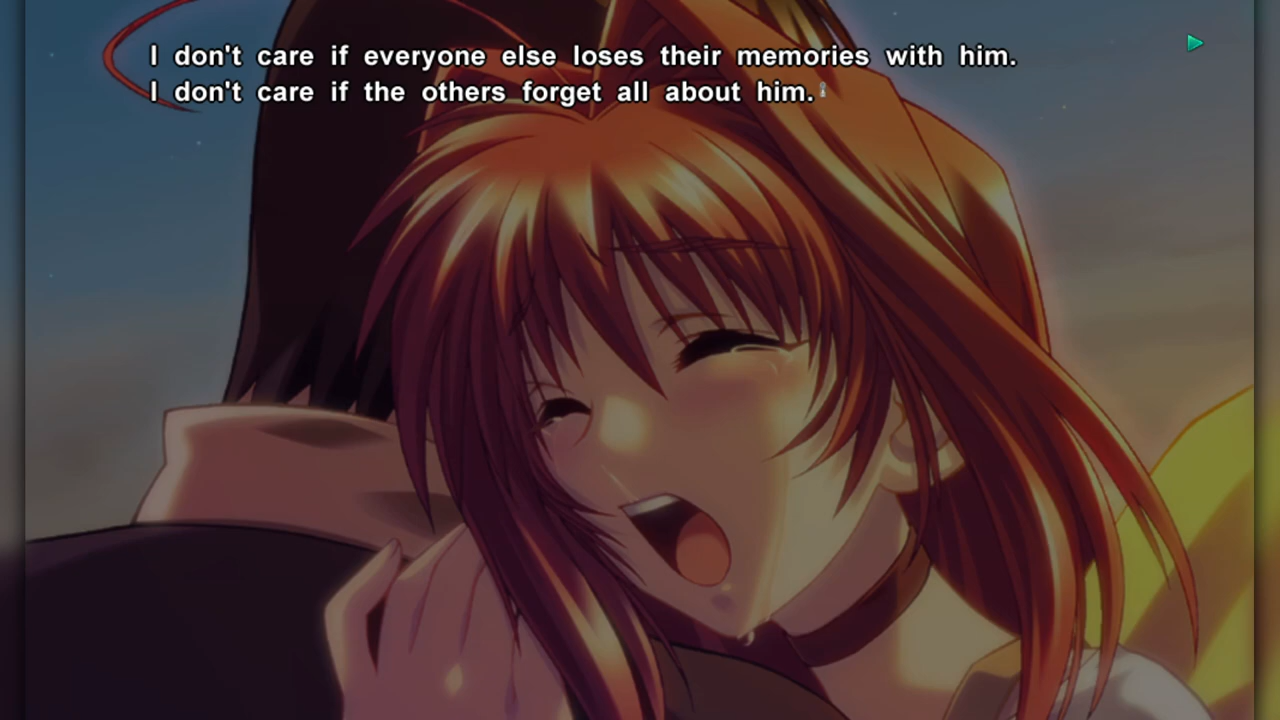 I don't care if everyone else loses their memories with him.
I don't care if the others forget all about him.